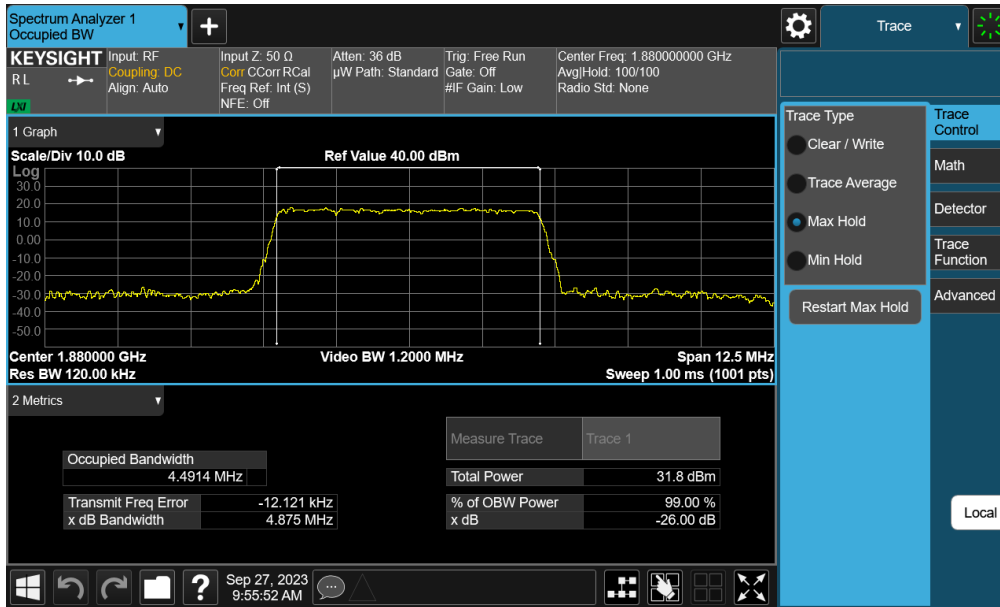 Spectrum Analyzer 1
Occupied BW
Trace
KEYSIGHT
R L
LXI
Input: RF
Coupling: DC
Align: Auto
Input Z: 50 Ω
Corr CCorr RCal
Freq Ref: Int (S)
NFE: Off
Atten: 36 dB
µW Path: Standard
Trig: Free Run
Gate: Off
#IF Gain: Low
Center Freq: 1.880000000 GHz
Avg|Hold: 100/100
Radio Std: None
1 Graph
Scale/Div 10.0 dB
Ref Value 40.00 dBm
Log
30.0
20.0
10.0
0.00
-10.0
-20.0
-30.0
-40.0
-50.0
Center 1.880000 GHz
Video BW 1.2000 MHz
Span 12.5 MHz
Res BW 120.00 kHz
Sweep 1.00 ms (1001 pts)
2 Metrics
Measure Trace
Trace 1
Occupied Bandwidth
4.4914 MHz
Total Power
31.8 dBm
Transmit Freq Error
-12.121 kHz
% of OBW Power
99.00 %
x dB Bandwidth
4.875 MHz
x dB
-26.00 dB
Trace Type
Clear / Write
Trace Average
Max Hold
Min Hold
Restart Max Hold
Trace
Control
Math
Detector
Trace
Function
Advanced
Local
?
Sep 27, 2023
9:55:52 AM